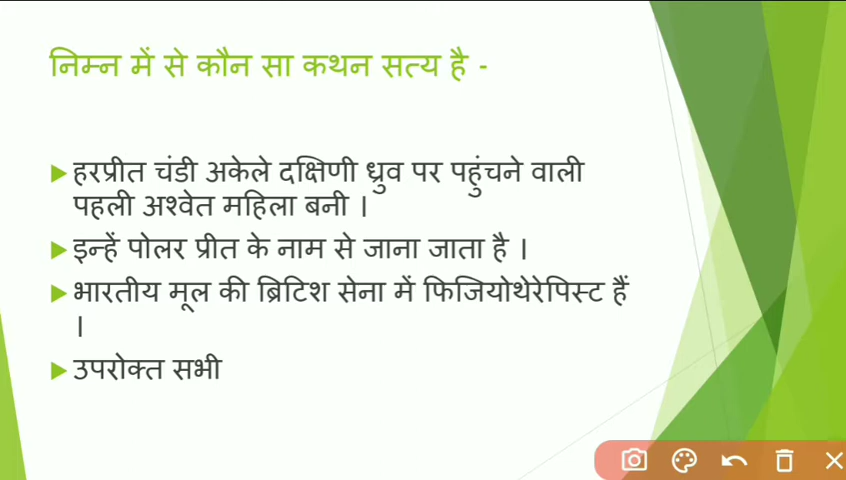 निम्न में से कौन सा कथन सत्य है -
हरप्रीत चंडी अकेले दक्षिणी ध्रुव पर पहुंचने वाली
पहली अश्वेत महिला बनी ।
इन्हें पोलर प्रीत के नाम से जाना जाता है ।
भारतीय मूल की ब्रिटिश सेना में फिजियोथेरेपिस्ट हैं
।
उपरोक्त सभी